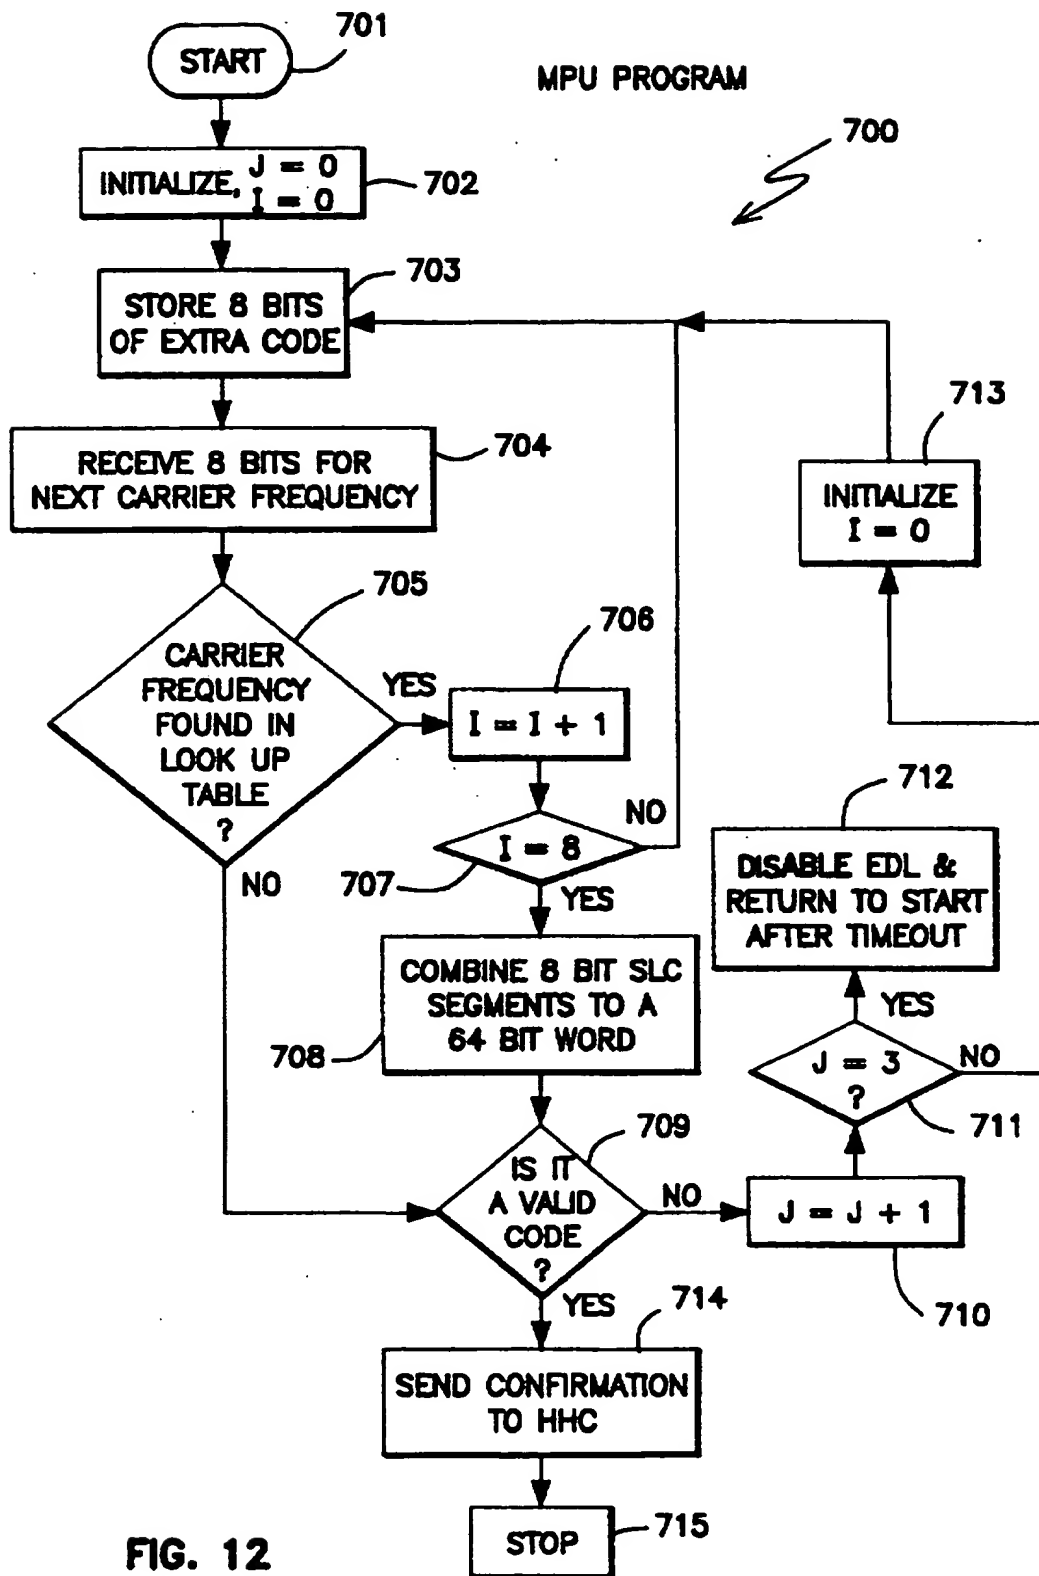 701
START
MPU PROGRAM
700
INITIALIZE, J = 0
I = 0
702
703
STORE 8 BITS
OF EXTRA CODE
704
RECEIVE 8 BITS FOR
NEXT CARRIER FREQUENCY
713
INITIALIZE
I = 0
705
CARRIER
FREQUENCY
FOUND IN
LOOK UP
TABLE
?
YES
NO
706
I = I + 1
I = 8
NO
707
YES
712
DISABLE EDL &
RETURN TO START
AFTER TIMEOUT
COMBINE 8 BIT SLC
SEGMENTS TO A
64 BIT WORD
708
YES
J = 3
?
NO
711
709
IS IT
A VALID
CODE
?
NO
J = J + 1
710
YES
714
SEND CONFIRMATION
TO HHC
STOP
715
FIG. 12